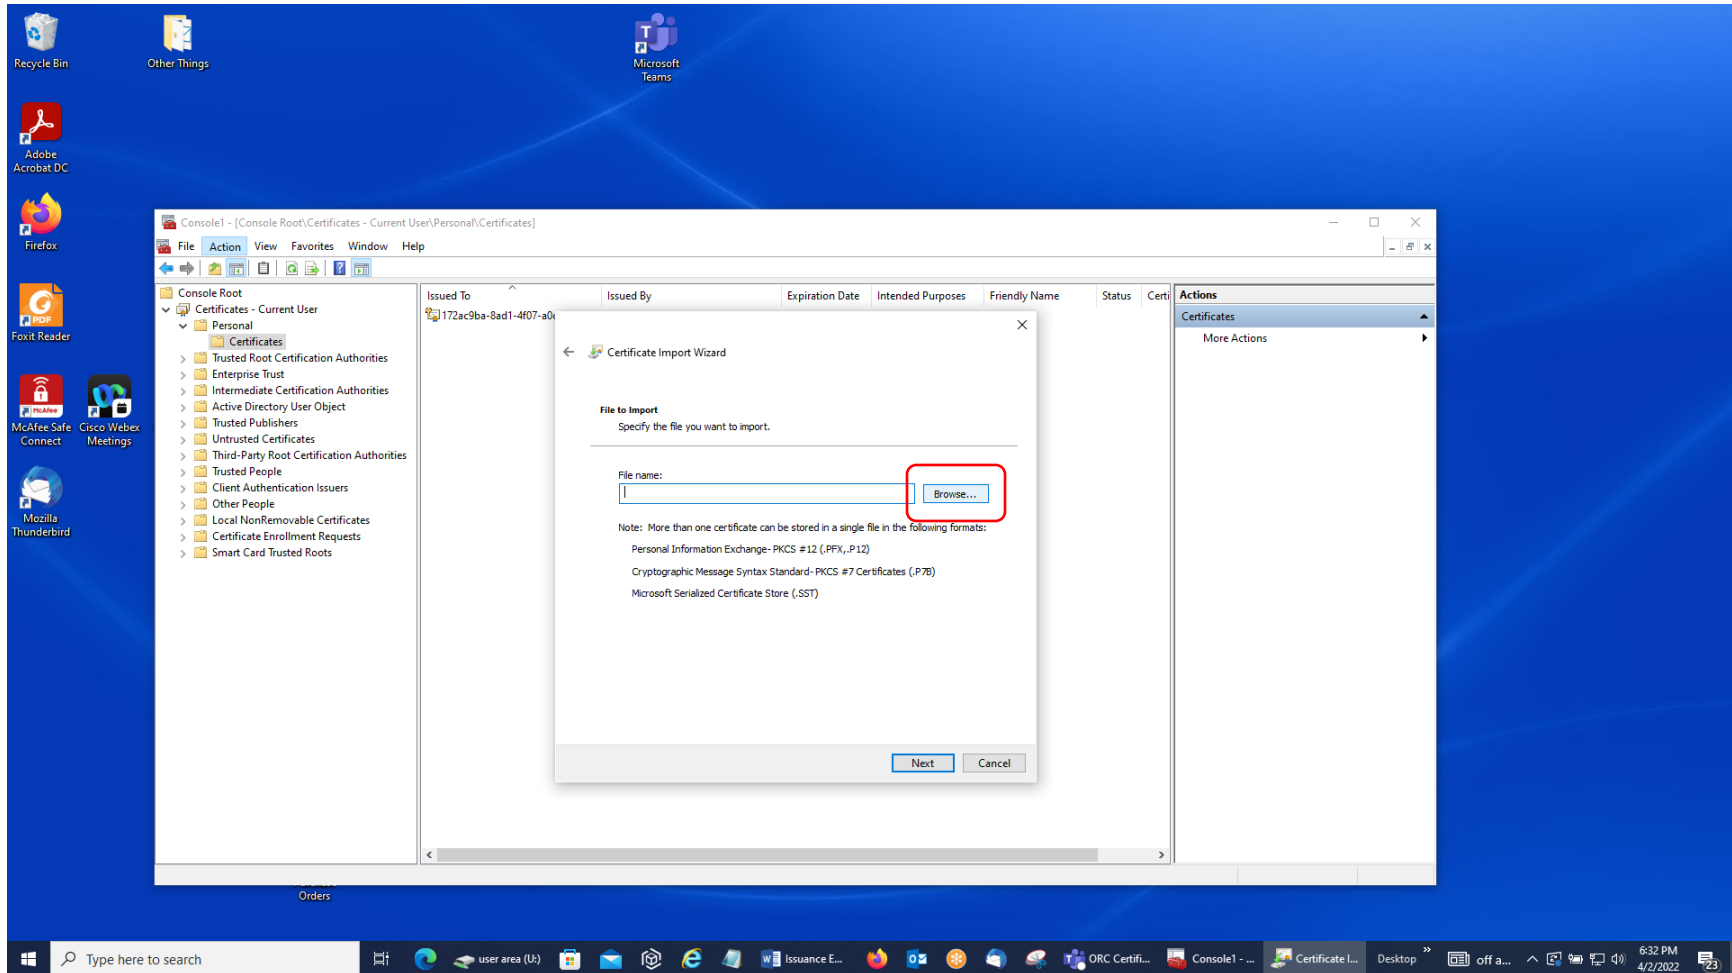 Recycle Bin
Other Things
Microsoft
Teams
Adobe
Acrobat DC
Firefox
PDF
Foxit Reader
McAfee
McAfee Safe
Connect
Cisco Webex
Meetings
Mozilla
Thunderbird
Console1 - [Console Root\Certificates - Current User\Personal\Certificates]
File Action View Favorites Window Help
Console Root
Certificates - Current User
Personal
Certificates
Trusted Root Certification Authorities
Enterprise Trust
Intermediate Certification Authorities
Active Directory User Object
Trusted Publishers
Untrusted Certificates
Third-Party Root Certification Authorities
Trusted People
Client Authentication Issuers
Other People
Local NonRemovable Certificates
Certificate Enrollment Requests
Smart Card Trusted Roots
Issued To Issued By Expiration Date Intended Purposes Friendly Name Status Certi
172ac9ba-8ad1-4f07-a0
Actions
Certificates
More Actions
Certificate Import Wizard
File to Import
Specify the file you want to import.
File name:
Browse...
Note: More than one certificate can be stored in a single file in the following formats:
Personal Information Exchange- PKCS #12 (.PFX,.P12)
Cryptographic Message Syntax Standard- PKCS #7 Certificates (.P7B)
Microsoft Serialized Certificate Store (.SST)
Next Cancel
Orders
Type here to search
user area (U:)
Issuance E...
ORC Certifi...
Console1 - ...
Certificate I...
Desktop
off a...
6:32 PM
4/2/2022
23